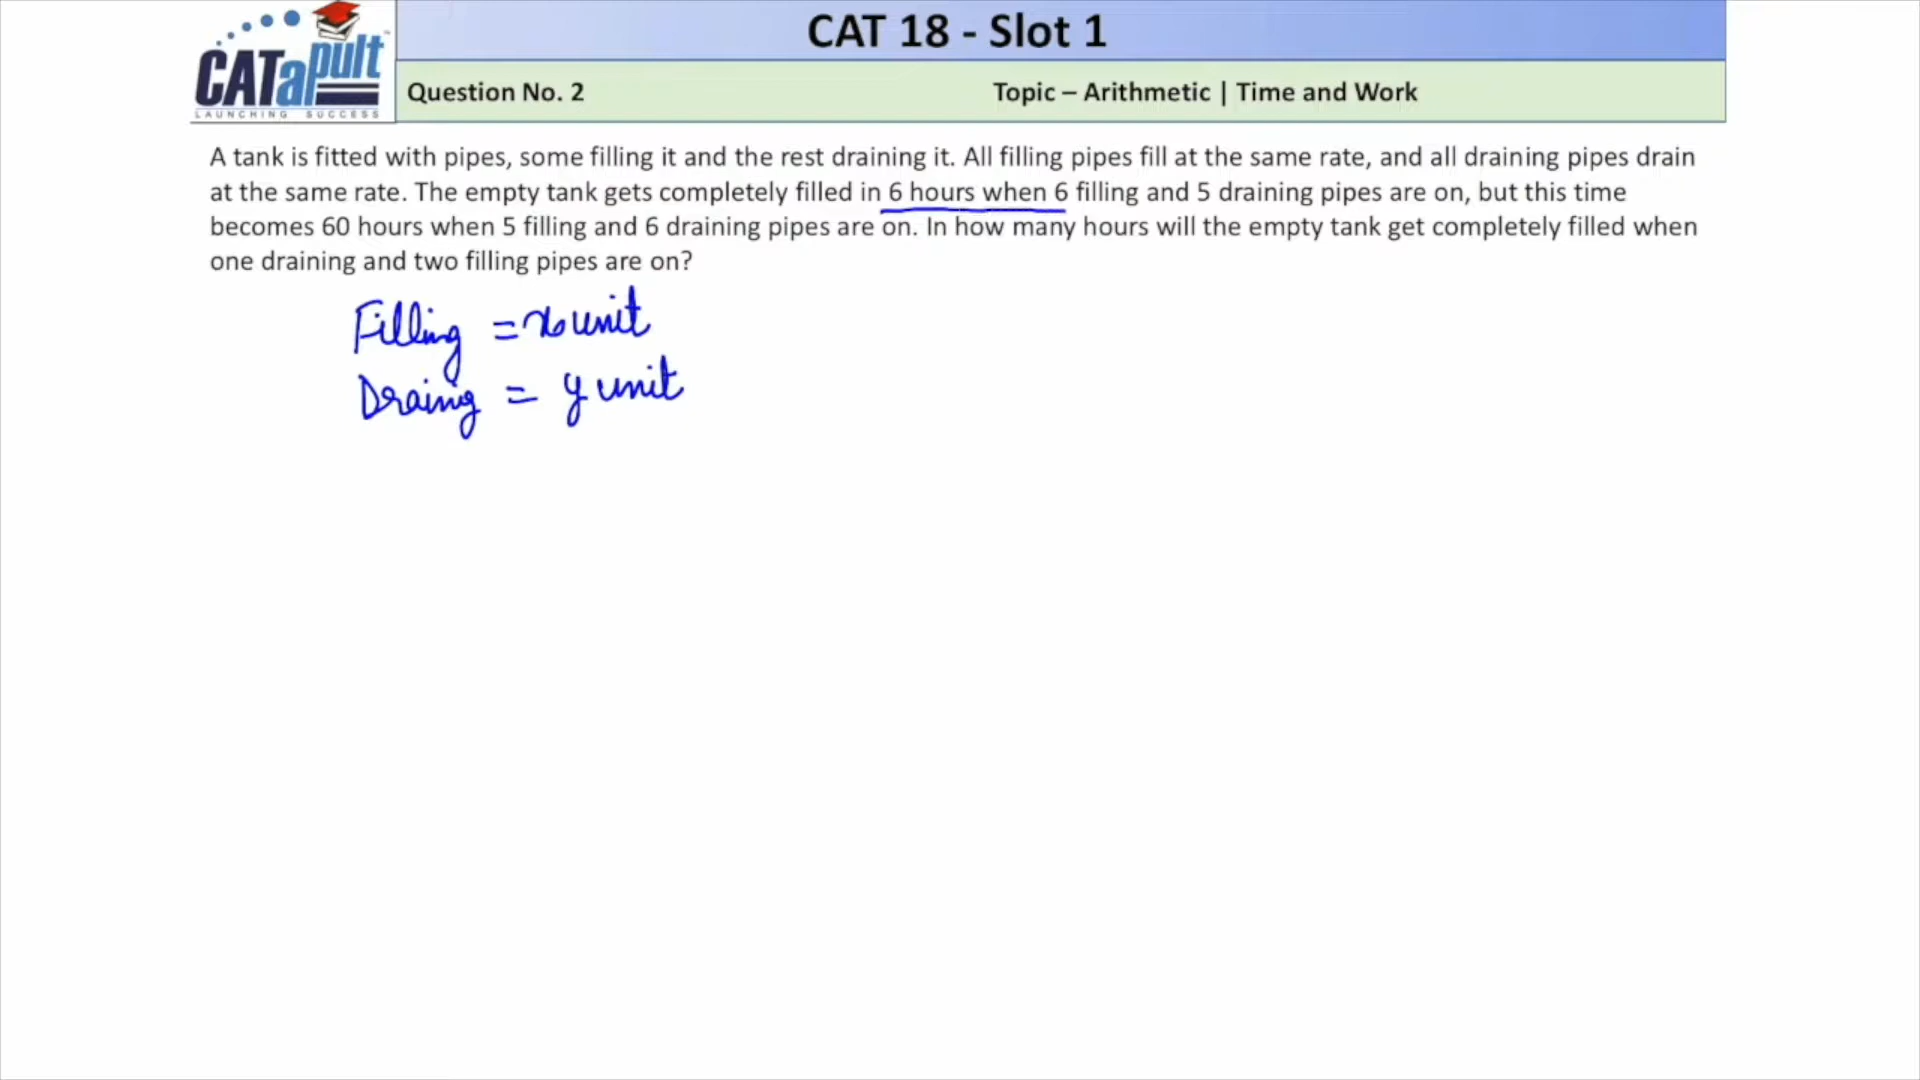 CAT 18 - Slot 1
CATapult
LAUNCHING SUCCESS
Question No. 2
Topic – Arithmetic | Time and Work
A tank is fitted with pipes, some filling it and the rest draining it. All filling pipes fill at the same rate, and all draining pipes drain
at the same rate. The empty tank gets completely filled in 6 hours when 6 filling and 5 draining pipes are on, but this time
becomes 60 hours when 5 filling and 6 draining pipes are on. In how many hours will the empty tank get completely filled when
one draining and two filling pipes are on?
Filling = x unit
Draing = y unit